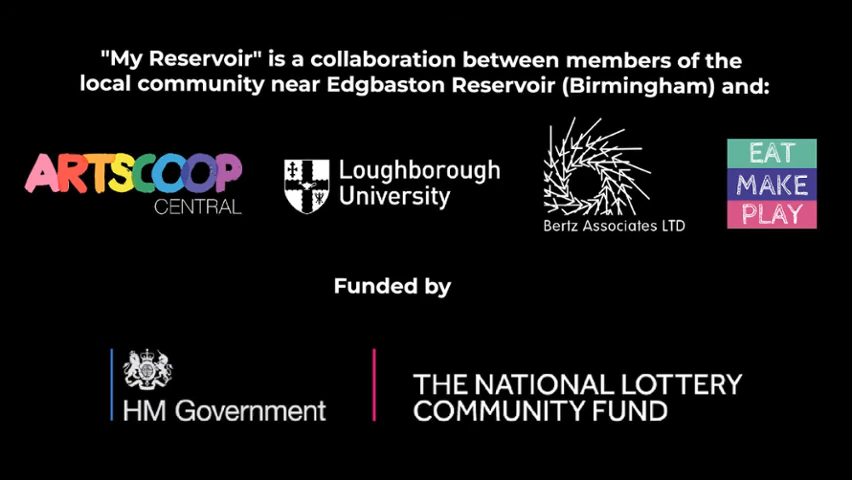 "My Reservoir" is a collaboration between members of the
local community near Edgbaston Reservoir (Birmingham) and:
ARTSCOOP
CENTRAL
Loughborough
University
Bertz Associates LTD
EAT
MAKE
PLAY
Funded by
HM Government
THE NATIONAL LOTTERY
COMMUNITY FUND